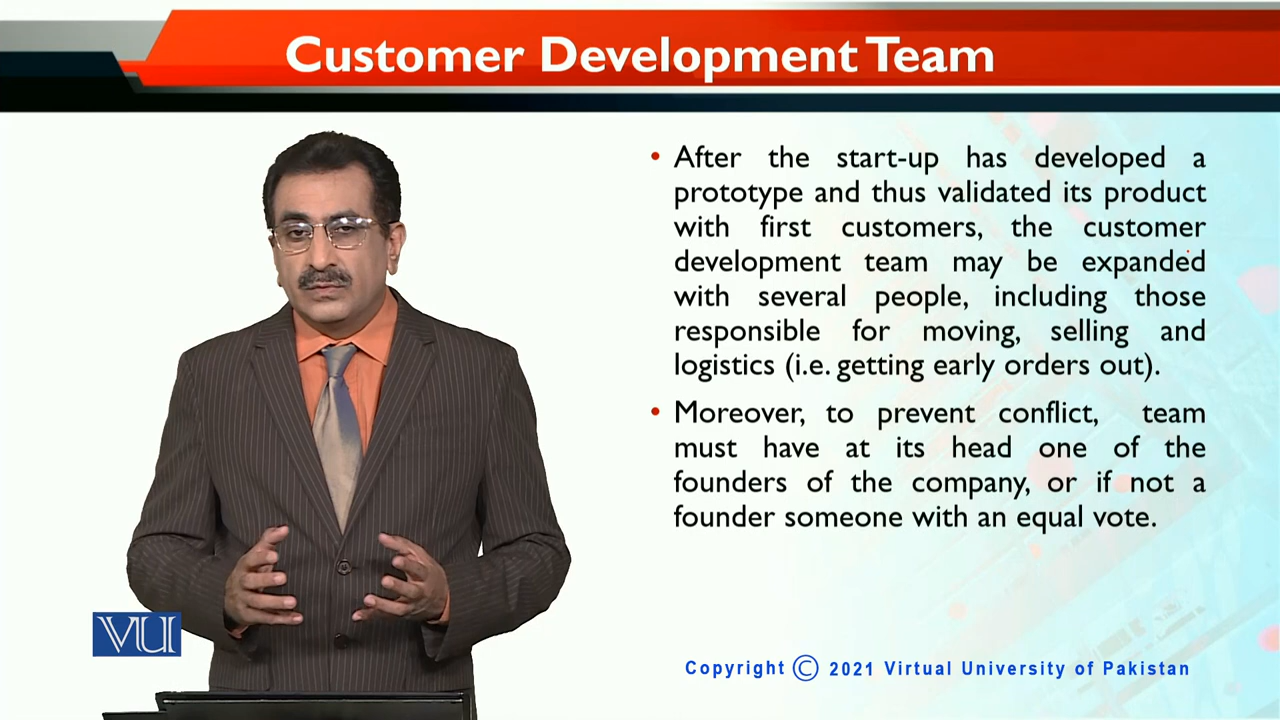 Customer Development Team
• After the start-up has developed a
prototype and thus validated its product
with first customers, the customer
development team may be expanded
with several people, including those
responsible for moving, selling and
logistics (i.e. getting early orders out).
• Moreover, to prevent conflict, team
must have at its head one of the
founders of the company, or if not a
founder someone with an equal vote.
VU
Copyright © 2021 Virtual University of Pakistan